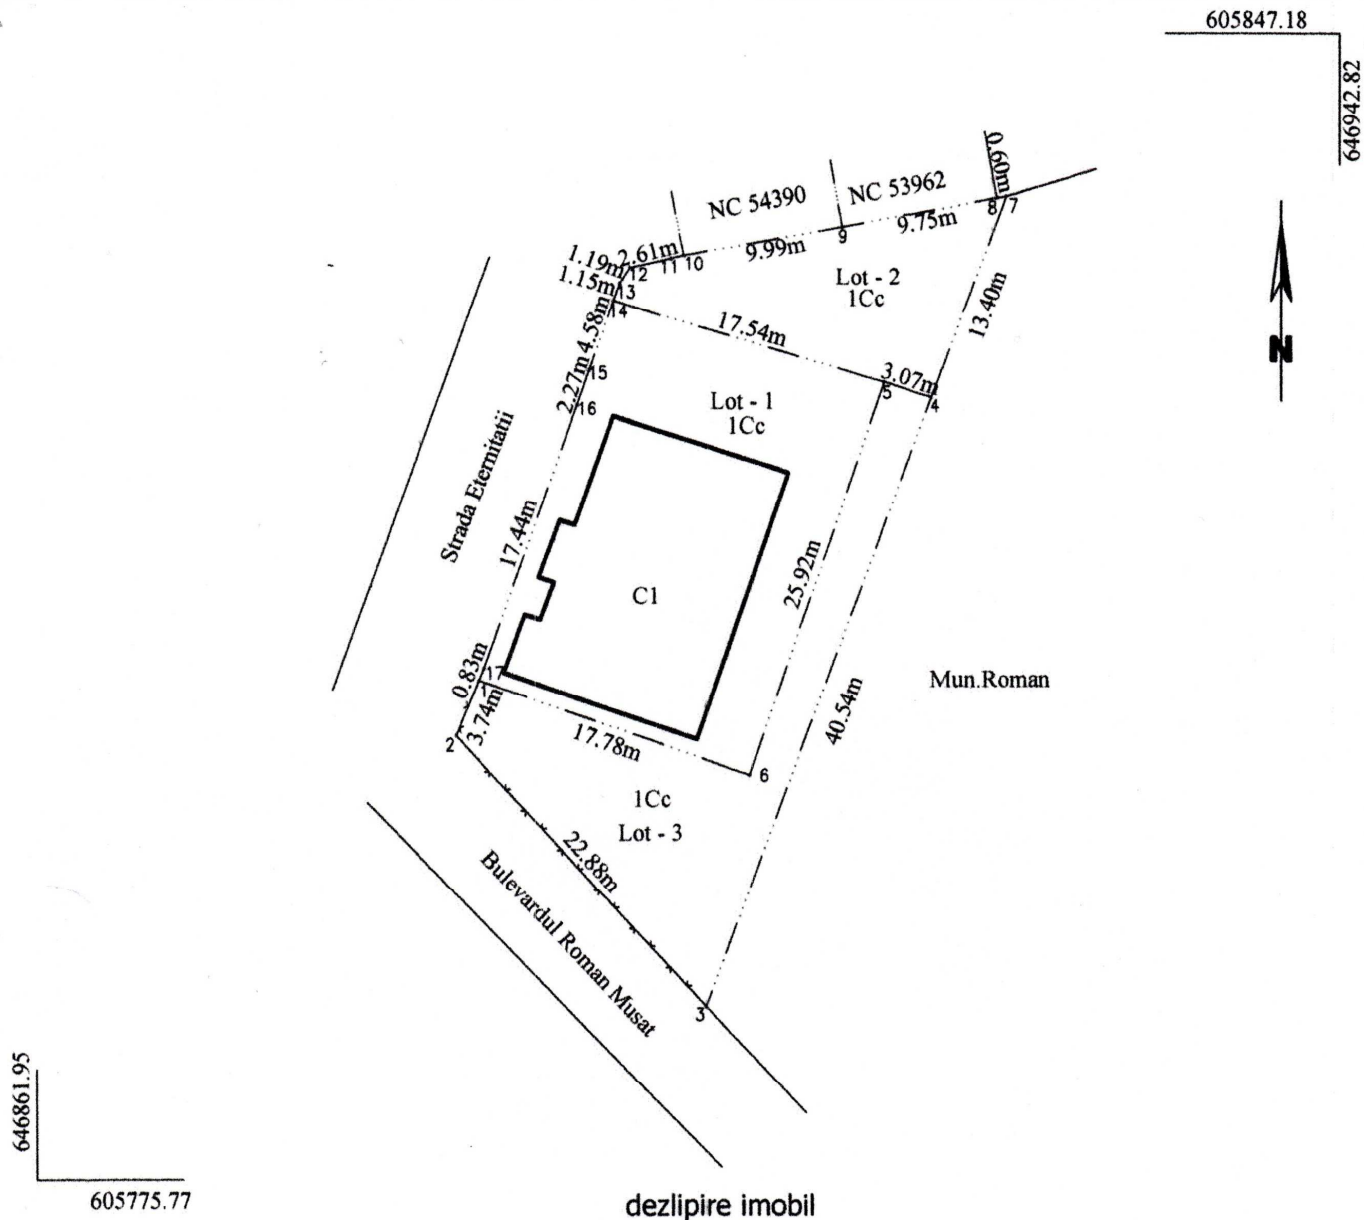 605847.18
646942.82
0.60m
NC 54390
NC 53962
8
7
9.75m
9
9.99m
1.19m
2.61m
12
11
10
1.15m
13
14
Lot - 2
1Cc
13.40m
4.58m
17.54m
15
2.27m
16
3.07m
5
4
Lot - 1
1Cc
Strada Eternitatii
17.44m
25.92m
C1
0.83m
17
1
3.74m
2
17.78m
6
40.54m
Mun.Roman
1Cc
Lot - 3
22.88m
Bulevardul Roman Musat
3
N
646861.95
605775.77
dezlipire imobil